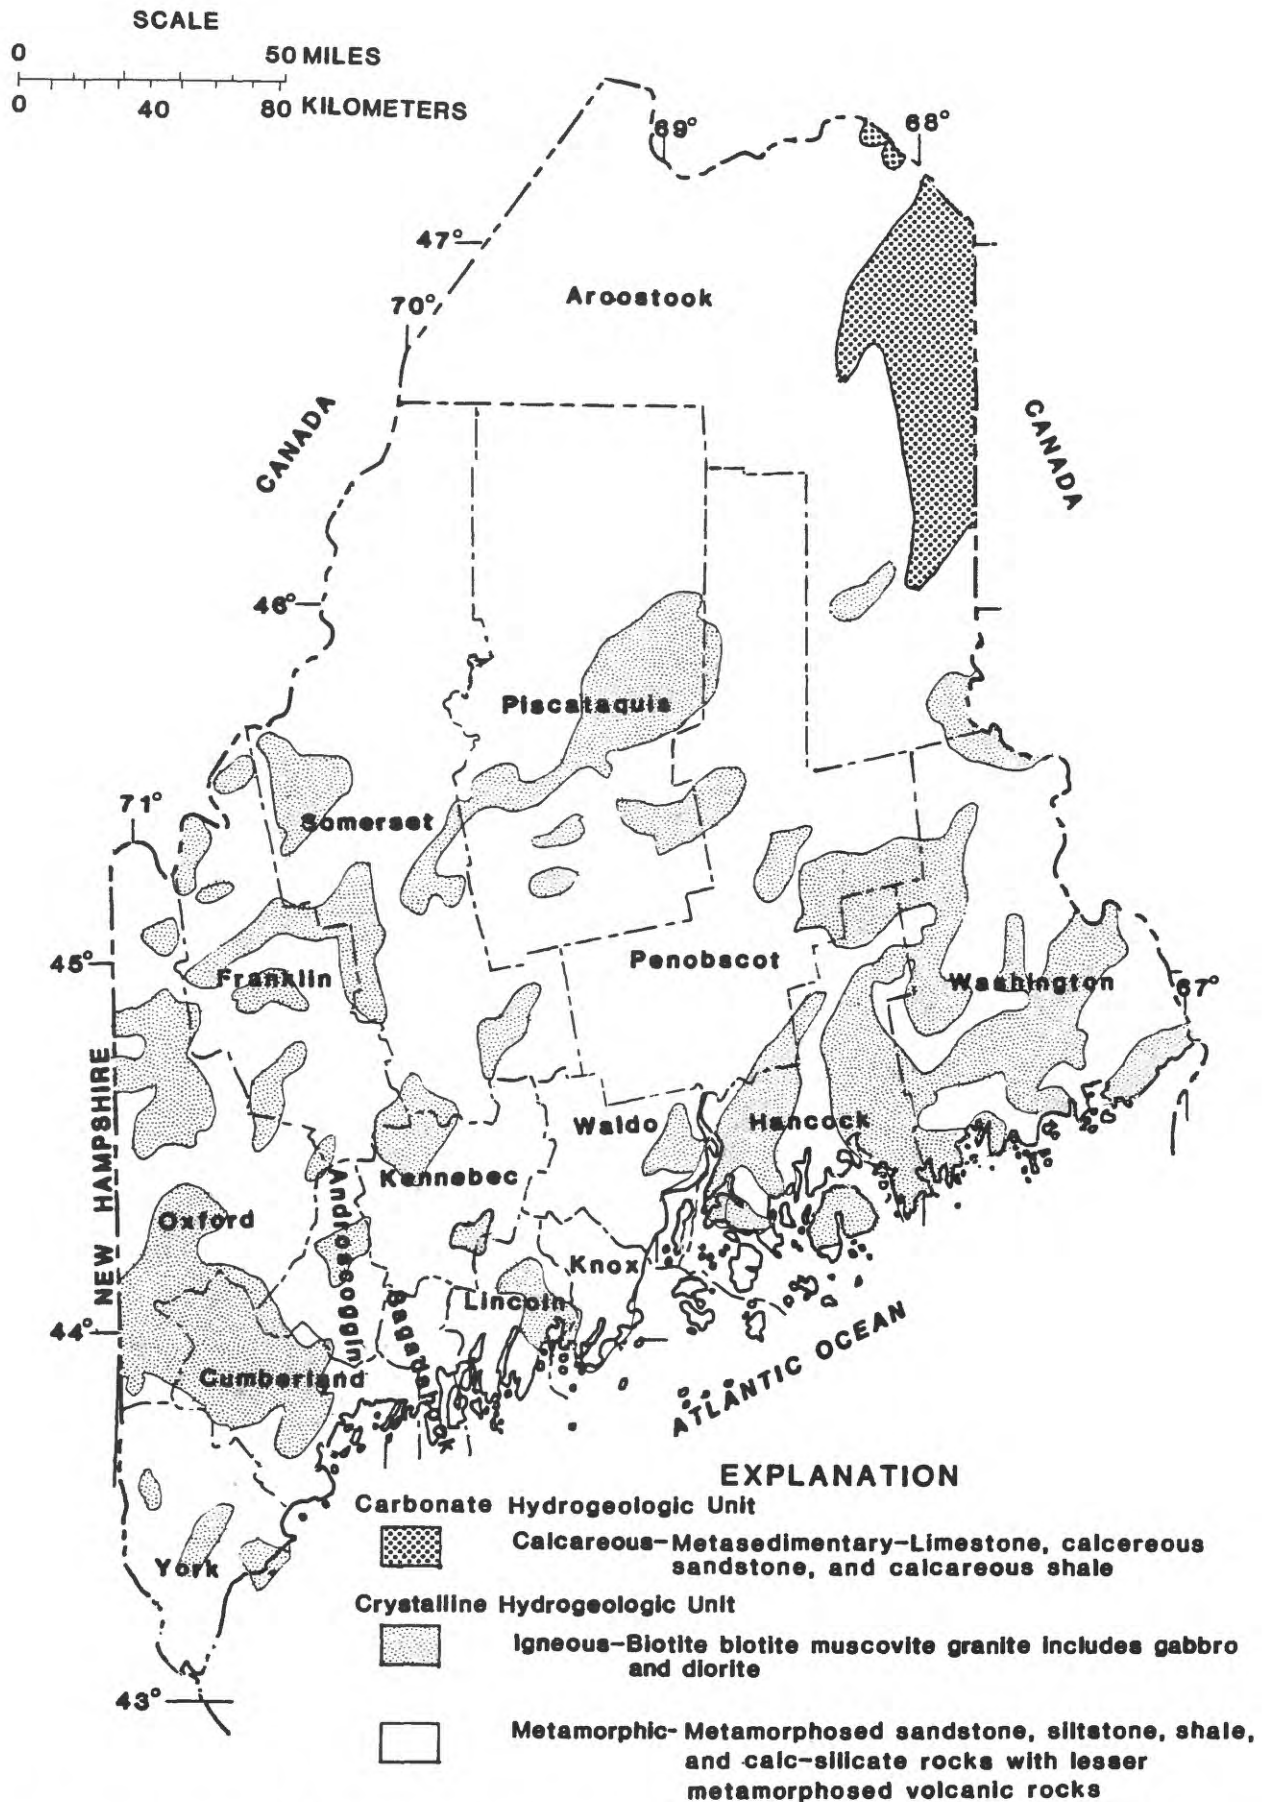 SCALE
0 50 MILES
0 40 80 KILOMETERS
69°
68°
47°
70°
Aroostook
CANADA
CANADA
46°
Piscataquis
71°
Somerset
45°
Franklin
Penobscot
Washington
67°
NEW HAMPSHIRE
Waldo
Hancock
Kennebec
Oxford
Androscoggin
Knox
Lincoln
Sagadahock
44°
Cumberland
ATLANTIC OCEAN
York
43°
EXPLANATION
Carbonate Hydrogeologic Unit
Calcareous-Metasedimentary-Limestone, calcereous
sandstone, and calcareous shale
Crystalline Hydrogeologic Unit
Igneous-Biotite biotite muscovite granite includes gabbro
and diorite
Metamorphic- Metamorphosed sandstone, siltstone, shale,
and calc-silicate rocks with lesser
metamorphosed volcanic rocks